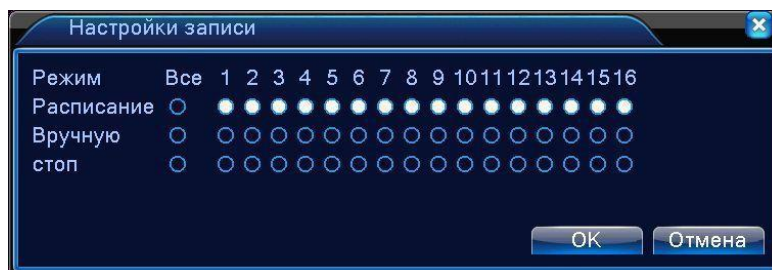 Настройки записи
Режим Все 1 2 3 4 5 6 7 8 9 10 11 12 13 14 15 16
Расписание
Вручную
стоп
OK Отмена